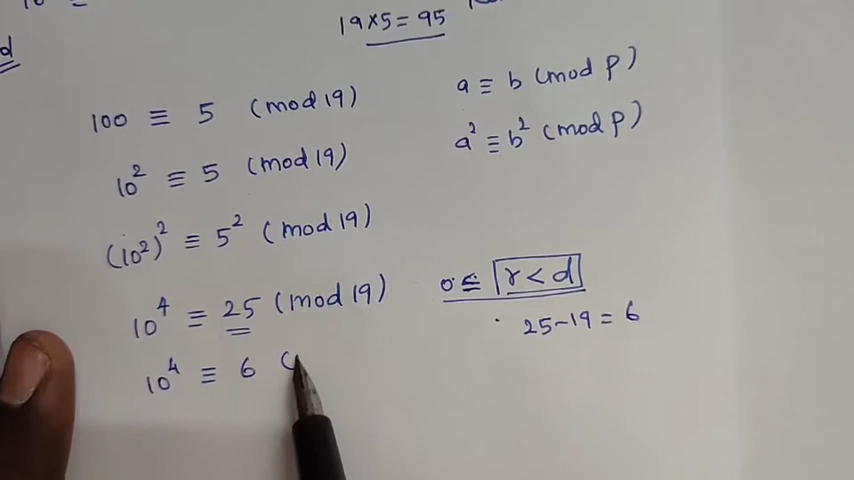 19×5=95
d
100 ≡ 5 (mod 19)
a ≡ b (mod p)
10² ≡ 5 (mod 19)
a² ≡ b² (mod p)
(10²)² ≡ 5² (mod 19)
10⁴ ≡ 25 (mod 19)
0 ≤ r < d
25-19 = 6
10⁴ ≡ 6 (